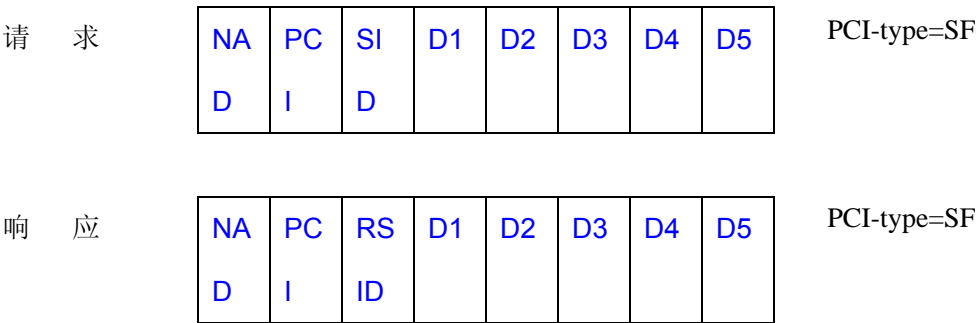 请 求 NA PC SI D1 D2 D3 D4 D5 PCI-type=SF
D I D
响 应 NA PC RS D1 D2 D3 D4 D5 PCI-type=SF
D I ID